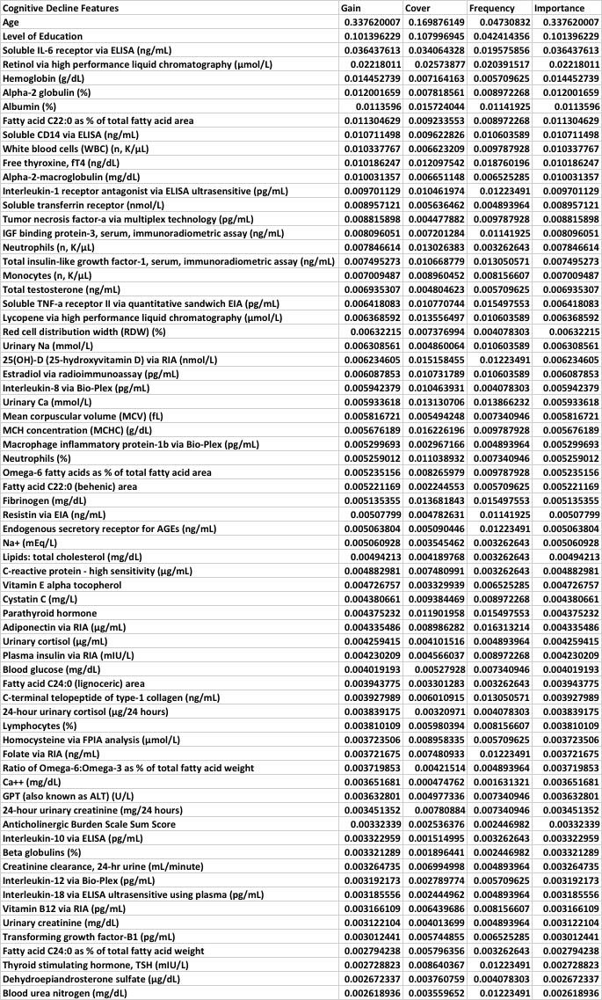 Cognitive Decline Features Gain Cover Frequency Importance
Age 0.337620007 0.169876149 0.04730832 0.337620007
Level of Education 0.101396229 0.107996945 0.042414356 0.101396229
Soluble IL-6 receptor via ELISA (ng/mL) 0.036437613 0.034064328 0.019575856 0.036437613
Retinol via high performance liquid chromatography (μmol/L) 0.02218011 0.02573877 0.020391517 0.02218011
Hemoglobin (g/dL) 0.014452739 0.007164163 0.005709625 0.014452739
Alpha-2 globulin (%) 0.012001659 0.007818561 0.008972268 0.012001659
Albumin (%) 0.0113596 0.015724044 0.01141925 0.0113596
Fatty acid C22:0 as % of total fatty acid area 0.011304629 0.009233553 0.008972268 0.011304629
Soluble CD14 via ELISA (ng/mL) 0.010711498 0.009622826 0.010603589 0.010711498
White blood cells (WBC) (n, K/μL) 0.010337767 0.006623209 0.009787928 0.010337767
Free thyroxine, fT4 (ng/dL) 0.010186247 0.012097542 0.018760196 0.010186247
Alpha-2-macroglobulin (mg/dL) 0.010031357 0.006651148 0.006525285 0.010031357
Interleukin-1 receptor antagonist via ELISA ultrasensitive (pg/mL) 0.009701129 0.010461974 0.01223491 0.009701129
Soluble transferrin receptor (nmol/L) 0.008957121 0.005636462 0.004893964 0.008957121
Tumor necrosis factor-a via multiplex technology (pg/mL) 0.008815898 0.004477882 0.009787928 0.008815898
IGF binding protein-3, serum, immunoradiometric assay (ng/mL) 0.008096051 0.007201284 0.01141925 0.008096051
Neutrophils (n, K/μL) 0.007846614 0.013026383 0.003262643 0.007846614
Total insulin-like growth factor-1, serum, immunoradiometric assay (ng/mL) 0.007495273 0.010668779 0.013050571 0.007495273
Monocytes (n, K/μL) 0.007009487 0.008960452 0.008156607 0.007009487
Total testosterone (ng/mL) 0.006935307 0.004804623 0.005709625 0.006935307
Soluble TNF-a receptor II via quantitative sandwich EIA (pg/mL) 0.006418083 0.010770744 0.015497553 0.006418083
Lycopene via high performance liquid chromatography (μmol/L) 0.006368592 0.013556497 0.010603589 0.006368592
Red cell distribution width (RDW) (%) 0.00632215 0.007376994 0.004078303 0.00632215
Urinary Na (mmol/L) 0.006308561 0.004860064 0.010603589 0.006308561
25(OH)-D (25-hydroxyvitamin D) via RIA (nmol/L) 0.006234605 0.015158455 0.01223491 0.006234605
Estradiol via radioimmunoassay (pg/mL) 0.006087853 0.010731789 0.010603589 0.006087853
Interleukin-8 via Bio-Plex (pg/mL) 0.005942379 0.010463931 0.004078303 0.005942379
Urinary Ca (mmol/L) 0.005933618 0.013130706 0.013866232 0.005933618
Mean corpuscular volume (MCV) (fL) 0.005816721 0.005494248 0.007340946 0.005816721
MCH concentration (MCHC) (g/dL) 0.005676189 0.016226196 0.009787928 0.005676189
Macrophage inflammatory protein-1b via Bio-Plex (pg/mL) 0.005299693 0.002967166 0.004893964 0.005299693
Neutrophils (%) 0.005259012 0.011038932 0.007340946 0.005259012
Omega-6 fatty acids as % of total fatty acid area 0.005235156 0.008265979 0.009787928 0.005235156
Fatty acid C22:0 (behenic) area 0.005221169 0.002244553 0.005709625 0.005221169
Fibrinogen (mg/dL) 0.005135355 0.013681843 0.015497553 0.005135355
Resistin via EIA (ng/mL) 0.00507799 0.004782631 0.01141925 0.00507799
Endogenous secretory receptor for AGEs (ng/mL) 0.005063804 0.005090446 0.01223491 0.005063804
Na+ (mEq/L) 0.005060928 0.003545462 0.003262643 0.005060928
Lipids: total cholesterol (mg/dL) 0.00494213 0.004189768 0.003262643 0.00494213
C-reactive protein - high sensitivity (μg/mL) 0.004882981 0.007480991 0.003262643 0.004882981
Vitamin E alpha tocopherol 0.004726757 0.003329939 0.006525285 0.004726757
Cystatin C (mg/L) 0.004380661 0.009384469 0.008972268 0.004380661
Parathyroid hormone 0.004375232 0.011901958 0.015497553 0.004375232
Adiponectin via RIA (μg/mL) 0.004335486 0.008986282 0.016313214 0.004335486
Urinary cortisol (μg/mL) 0.004259415 0.004101516 0.004893964 0.004259415
Plasma insulin via RIA (mIU/L) 0.004230209 0.004566037 0.008972268 0.004230209
Blood glucose (mg/dL) 0.004019193 0.00527928 0.007340946 0.004019193
Fatty acid C24:0 (lignoceric) area 0.003943775 0.003301283 0.003262643 0.003943775
C-terminal telopeptide of type-1 collagen (ng/mL) 0.003927989 0.006010915 0.013050571 0.003927989
24-hour urinary cortisol (μg/24 hours) 0.003839175 0.00320971 0.004078303 0.003839175
Lymphocytes (%) 0.003810109 0.005980394 0.008156607 0.003810109
Homocysteine via FPIA analysis (μmol/L) 0.003723506 0.008958335 0.005709625 0.003723506
Folate via RIA (ng/mL) 0.003721675 0.007480933 0.01223491 0.003721675
Ratio of Omega-6:Omega-3 as % of total fatty acid weight 0.003719853 0.00421514 0.004893964 0.003719853
Ca++ (mg/dL) 0.003651681 0.000474762 0.001631321 0.003651681
GPT (also known as ALT) (U/L) 0.003632801 0.004977336 0.007340946 0.003632801
24-hour urinary creatinine (mg/24 hours) 0.003451352 0.00780884 0.007340946 0.003451352
Anticholinergic Burden Scale Sum Score 0.00332339 0.002536376 0.002446982 0.00332339
Interleukin-10 via ELISA (pg/mL) 0.003322959 0.001514995 0.003262643 0.003322959
Beta globulins (%) 0.003321289 0.001896441 0.002446982 0.003321289
Creatinine clearance, 24-hr urine (mL/minute) 0.003264735 0.006994998 0.004893964 0.003264735
Interleukin-12 via Bio-Plex (pg/mL) 0.003192173 0.002789774 0.005709625 0.003192173
Interleukin-18 via ELISA ultrasensitive using plasma (pg/mL) 0.003185556 0.002444962 0.004893964 0.003185556
Vitamin B12 via RIA (pg/mL) 0.003166109 0.006439686 0.008156607 0.003166109
Urinary creatinine (mg/dL) 0.003122104 0.004013699 0.004893964 0.003122104
Transforming growth factor-B1 (pg/mL) 0.003012441 0.005744855 0.006525285 0.003012441
Fatty acid C24:0 as % of total fatty acid weight 0.002794238 0.005796356 0.003262643 0.002794238
Thyroid stimulating hormone, TSH (mIU/L) 0.002728823 0.008640367 0.01223491 0.002728823
Dehydroepiandrosterone sulfate (μg/dL) 0.002672337 0.003760759 0.004078303 0.002672337
Blood urea nitrogen (mg/dL) 0.002618936 0.003559652 0.01223491 0.002618936